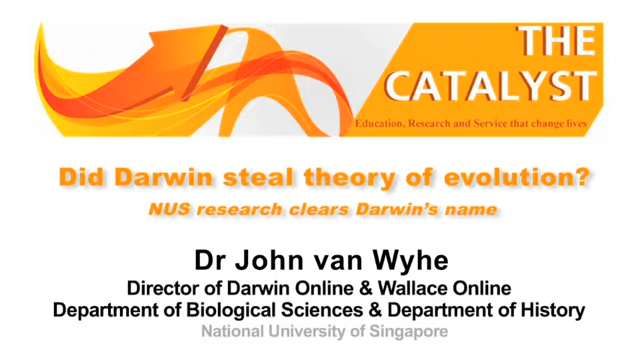 THE
CATALYST
Education, Research and Service that change lives
Did Darwin steal theory of evolution?
NUS research clears Darwin's name
Dr John van Wyhe
Director of Darwin Online & Wallace Online
Department of Biological Sciences & Department of History
National University of Singapore